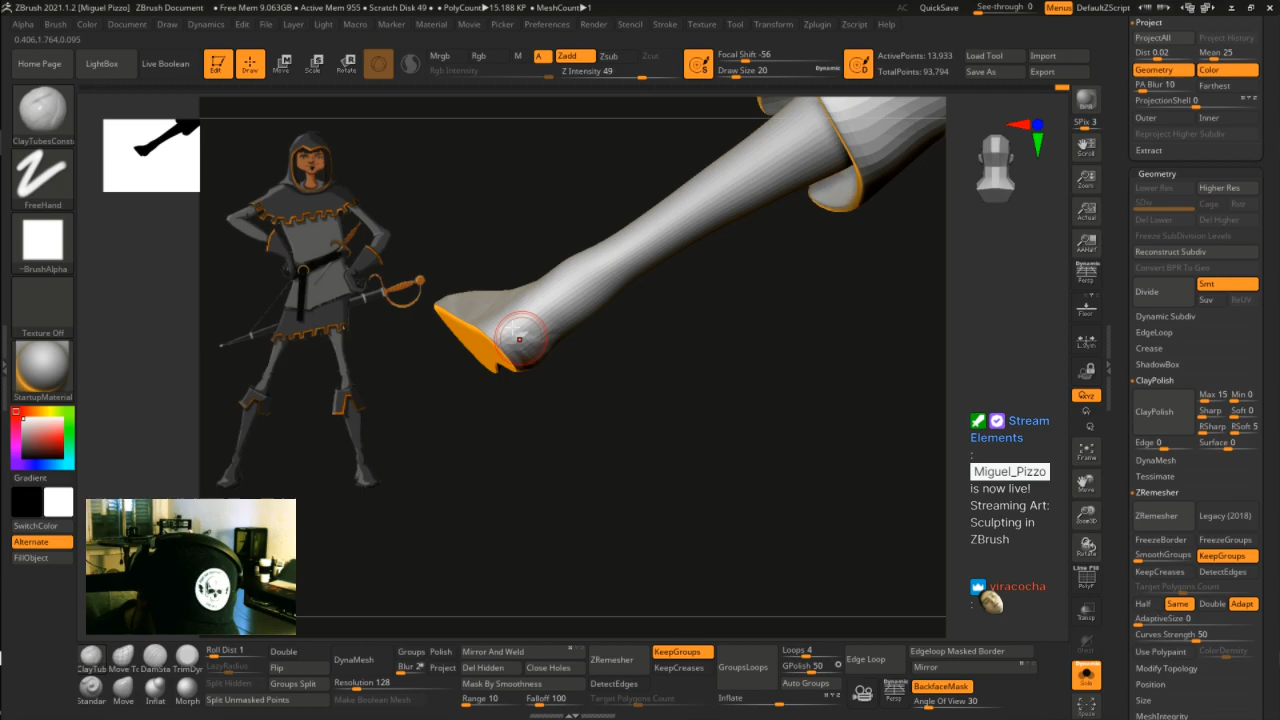 ZBrush 2021.1.2 [Miguel Pizzo] ZBrush Document ● Free Mem 9.063GB ● Active Mem 955 ● Scratch Disk 49 ● PolyCount▶15.188 KP ● MeshCount▶1
AC QuickSave See-through 0 Menus DefaultZScript
Alpha Brush Color Document Draw Dynamics Edit File Layer Light Macro Marker Material Movie Picker Preferences Render Stencil Stroke Texture Tool Transform Zplugin Zscript Help
0.406,1.764,0.095
Home Page LightBox Live Boolean
Edit Draw Move Scale Rotate
Mrgb Rgb M A Zadd Zsub Zcut
Rgb Intensity Z Intensity 49
Focal Shift -56
Draw Size 20 Dynamic
ActivePoints: 13,933
TotalPoints: 93,794
Load Tool Import
Save As Export
ClayTubesConst
FreeHand
~BrushAlpha
Texture Off
StartupMaterial
Gradient
SwitchColor
Alternate
FillObject
BPR
SPix 3
Scroll
Zoom
Actual
AAHalf
Dynamic
Persp
Floor
L.Sym
XYZ
Frame
Move
Zoom3D
Rotate
Line Fill
PolyF
Transp
Solo
Xpose
Stream
Elements
:
Miguel_Pizzo
is now live!
Streaming Art:
Sculpting in
ZBrush
viracocha
:
Project
ProjectAll Project History
Dist 0.02 Mean 25
Geometry Color
PA Blur 10 Farthest
ProjectionShell 0
Outer Inner
Reproject Higher Subdiv
Extract
Geometry
Lower Res Higher Res
SDiv Cage Rstr
Del Lower Del Higher
Freeze SubDivision Levels
Reconstruct Subdiv
Convert BPR To Geo
Divide Smt
Suv ReUV
Dynamic Subdiv
EdgeLoop
Crease
ShadowBox
ClayPolish
ClayPolish Max 15 Min 0
Sharp Soft 0
RSharp RSoft 5
Edge 0 Surface 0
DynaMesh
Tessimate
ZRemesher
ZRemesher Legacy (2018)
FreezeBorder FreezeGroups
SmoothGroups KeepGroups
KeepCreases DetectEdges
Target Polygons Count
Half Same Double Adapt
AdaptiveSize 0
Curves Strength 50
Use Polypaint ColorDensity
Modify Topology
Position
Size
MeshIntegrity
ClayTub Move To DamSta TrimDyr
Standar Move Inflat Morph
Roll Dist 1 Double
LazyRadius Flip
Split Hidden Groups Split
Split Unmasked Points
DynaMesh
Resolution 128
Make Boolean Mesh
Groups Polish
Blur 2 Project
Mirror And Weld
Del Hidden Close Holes
Mask By Smoothness
Range 10 Falloff 100
ZRemesher KeepGroups
KeepCreases
DetectEdges
Target Polygons Count
GroupsLoops
Loops 4
GPolish 50
Auto Groups
Inflate
Edge Loop
Edgeloop Masked Border
Mirror
BackfaceMask
Angle Of View 30